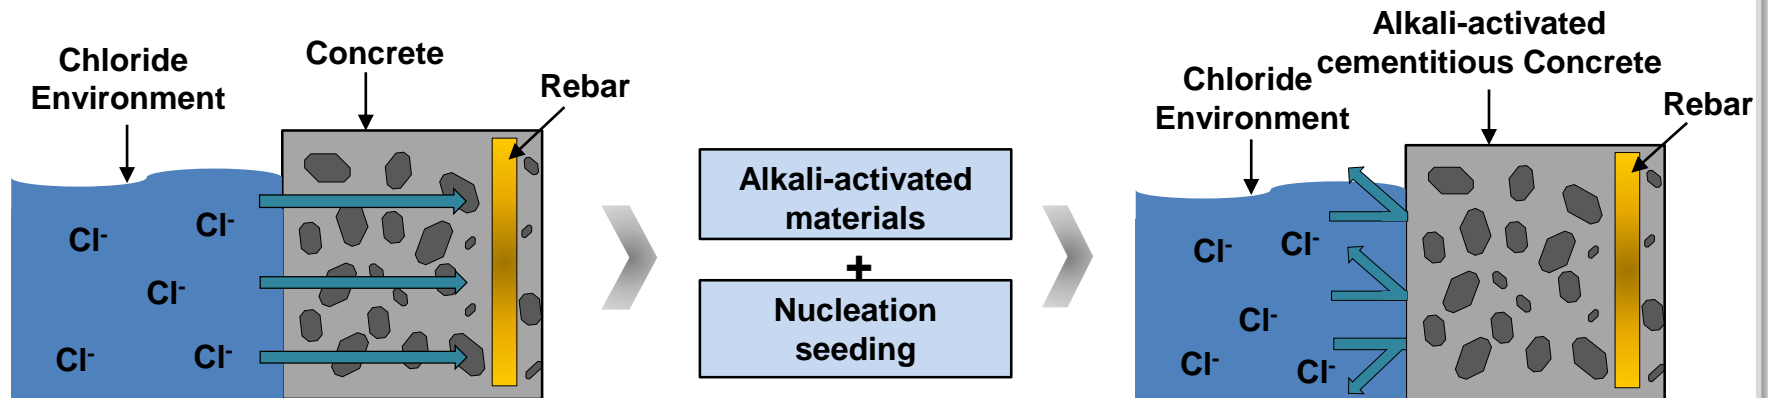 Chloride
Environment
Concrete
Rebar
Cl-
Cl-
Cl-
Cl-
Cl-
Alkali-activated
materials
+
Nucleation
seeding
Alkali-activated
cementitious Concrete
Chloride
Environment
Rebar
Cl-
Cl-
Cl-
Cl-
Cl-